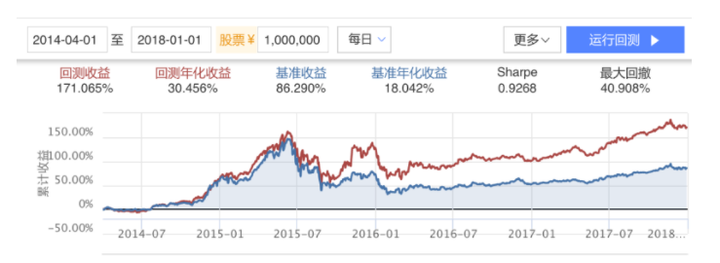 2014-04-01 至 2018-01-01 股票 ¥ 1,000,000 每日 更多 运行回测
回测收益 回测年化收益 基准收益 基准年化收益 Sharpe 最大回撤
171.065% 30.456% 86.290% 18.042% 0.9268 40.908%
累计收益
150.00%
100.00%
50.00%
0%
-50.00%
2014-07 2015-01 2015-07 2016-01 2016-07 2017-01 2017-07 2018...